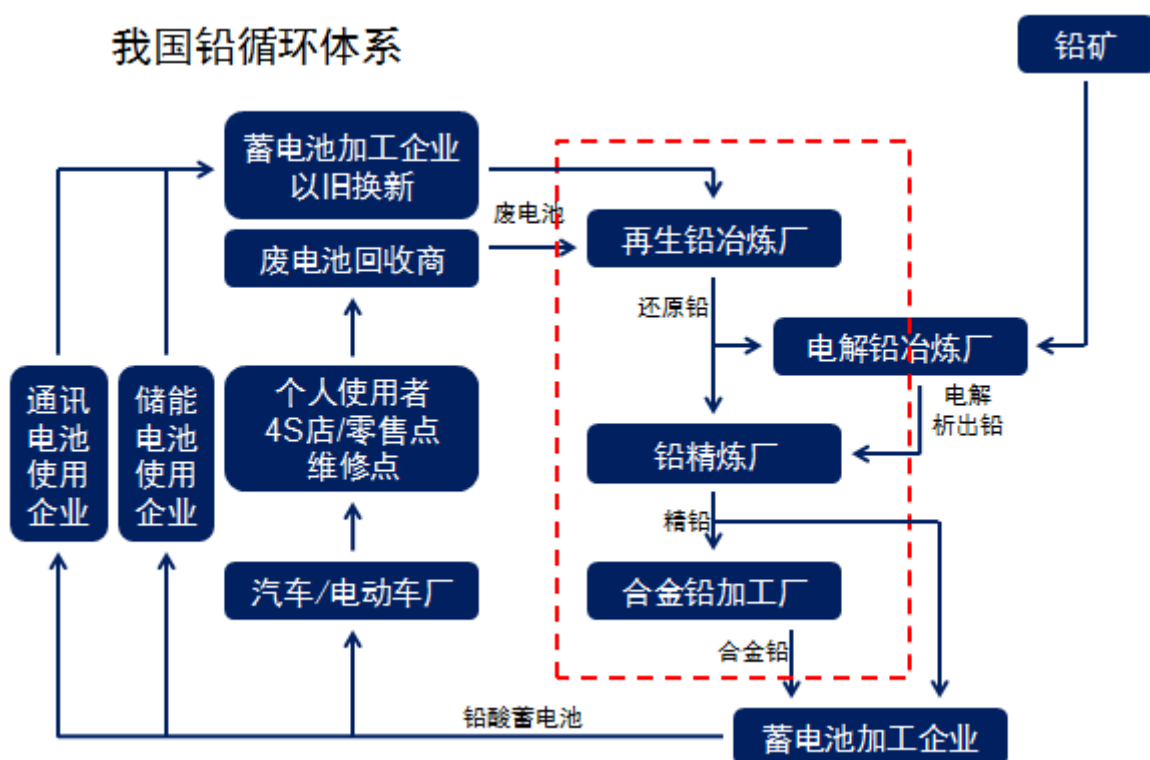 我国铅循环体系
铅矿
蓄电池加工企业
以旧换新
废电池
废电池回收商
再生铅冶炼厂
还原铅
电解铅冶炼厂
电解
析出铅
通讯
电池
使用
企业
储能
电池
使用
企业
个人使用者
4S店/零售点
维修点
铅精炼厂
精铅
汽车/电动车厂
合金铅加工厂
合金铅
铅酸蓄电池
蓄电池加工企业